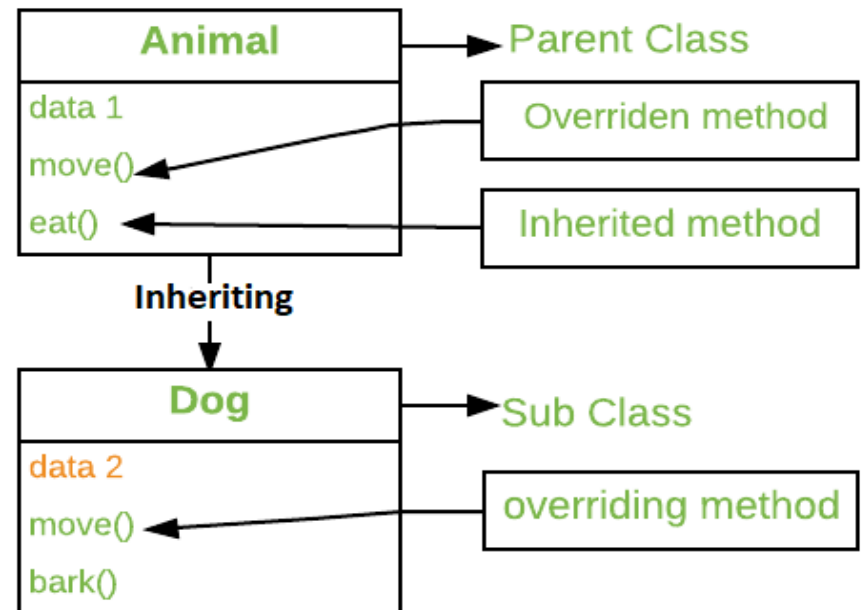 Animal
Parent Class
data 1
Overriden method
move()
eat()
Inherited method
Inheriting
Dog
Sub Class
data 2
move()
overriding method
bark()